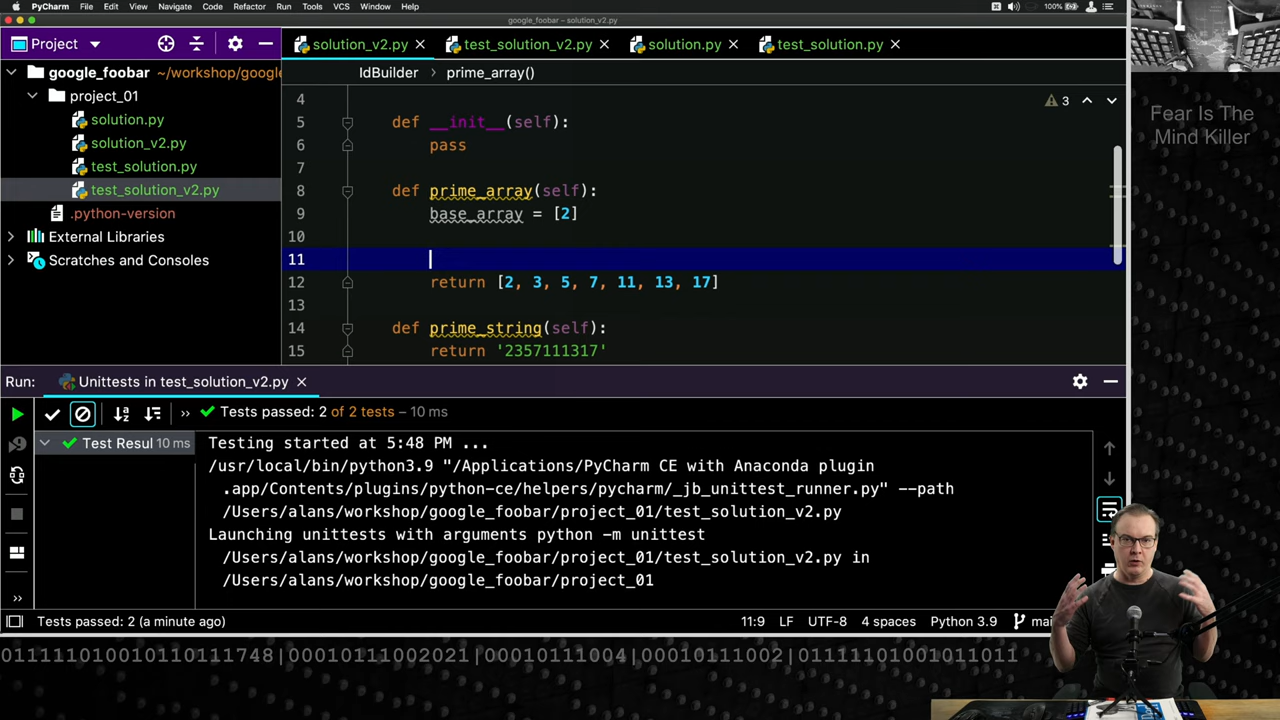 PyCharm File Edit View Navigate Code Refactor Run Tools VCS Window Help 100%
google_foobar – solution_v2.py
Project solution_v2.py test_solution_v2.py solution.py test_solution.py
google_foobar ~/workshop/google
IdBuilder prime_array()
project_01
solution.py
solution_v2.py
test_solution.py
test_solution_v2.py
.python-version
External Libraries
Scratches and Consoles
4
3
5 def __init__(self):
6 pass
7
8 def prime_array(self):
9 base_array = [2]
10
11
12 return [2, 3, 5, 7, 11, 13, 17]
13
14 def prime_string(self):
15 return '2357111317'
Fear Is The
Mind Killer
Run: Unittests in test_solution_v2.py
Tests passed: 2 of 2 tests – 10 ms
Test Resul 10 ms
Testing started at 5:48 PM ...
/usr/local/bin/python3.9 "/Applications/PyCharm CE with Anaconda plugin
.app/Contents/plugins/python-ce/helpers/pycharm/_jb_unittest_runner.py" --path
/Users/alans/workshop/google_foobar/project_01/test_solution_v2.py
Launching unittests with arguments python -m unittest
/Users/alans/workshop/google_foobar/project_01/test_solution_v2.py in
/Users/alans/workshop/google_foobar/project_01
Tests passed: 2 (a minute ago) 11:9 LF UTF-8 4 spaces Python 3.9 mai
011111010010110111748|00010112002021|00010111004|00010111002|011111101001011011